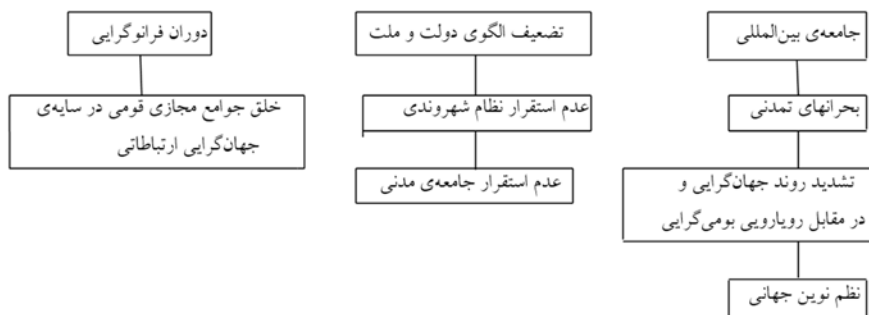 جامعه‌ی بین‌المللی
بحرانهای تمدنی
تشدید روند جهان‌گرایی و
در مقابل رویارویی بومی‌گرایی
نظم نوین جهانی
تضعیف الگوی دولت و ملت
عدم استقرار نظام شهروندی
عدم استقرار جامعه‌ی مدنی
دوران فرانوگرایی
خلق جوامع مجازی قومی در سایه‌ی
جهان‌گرایی ارتباطاتی